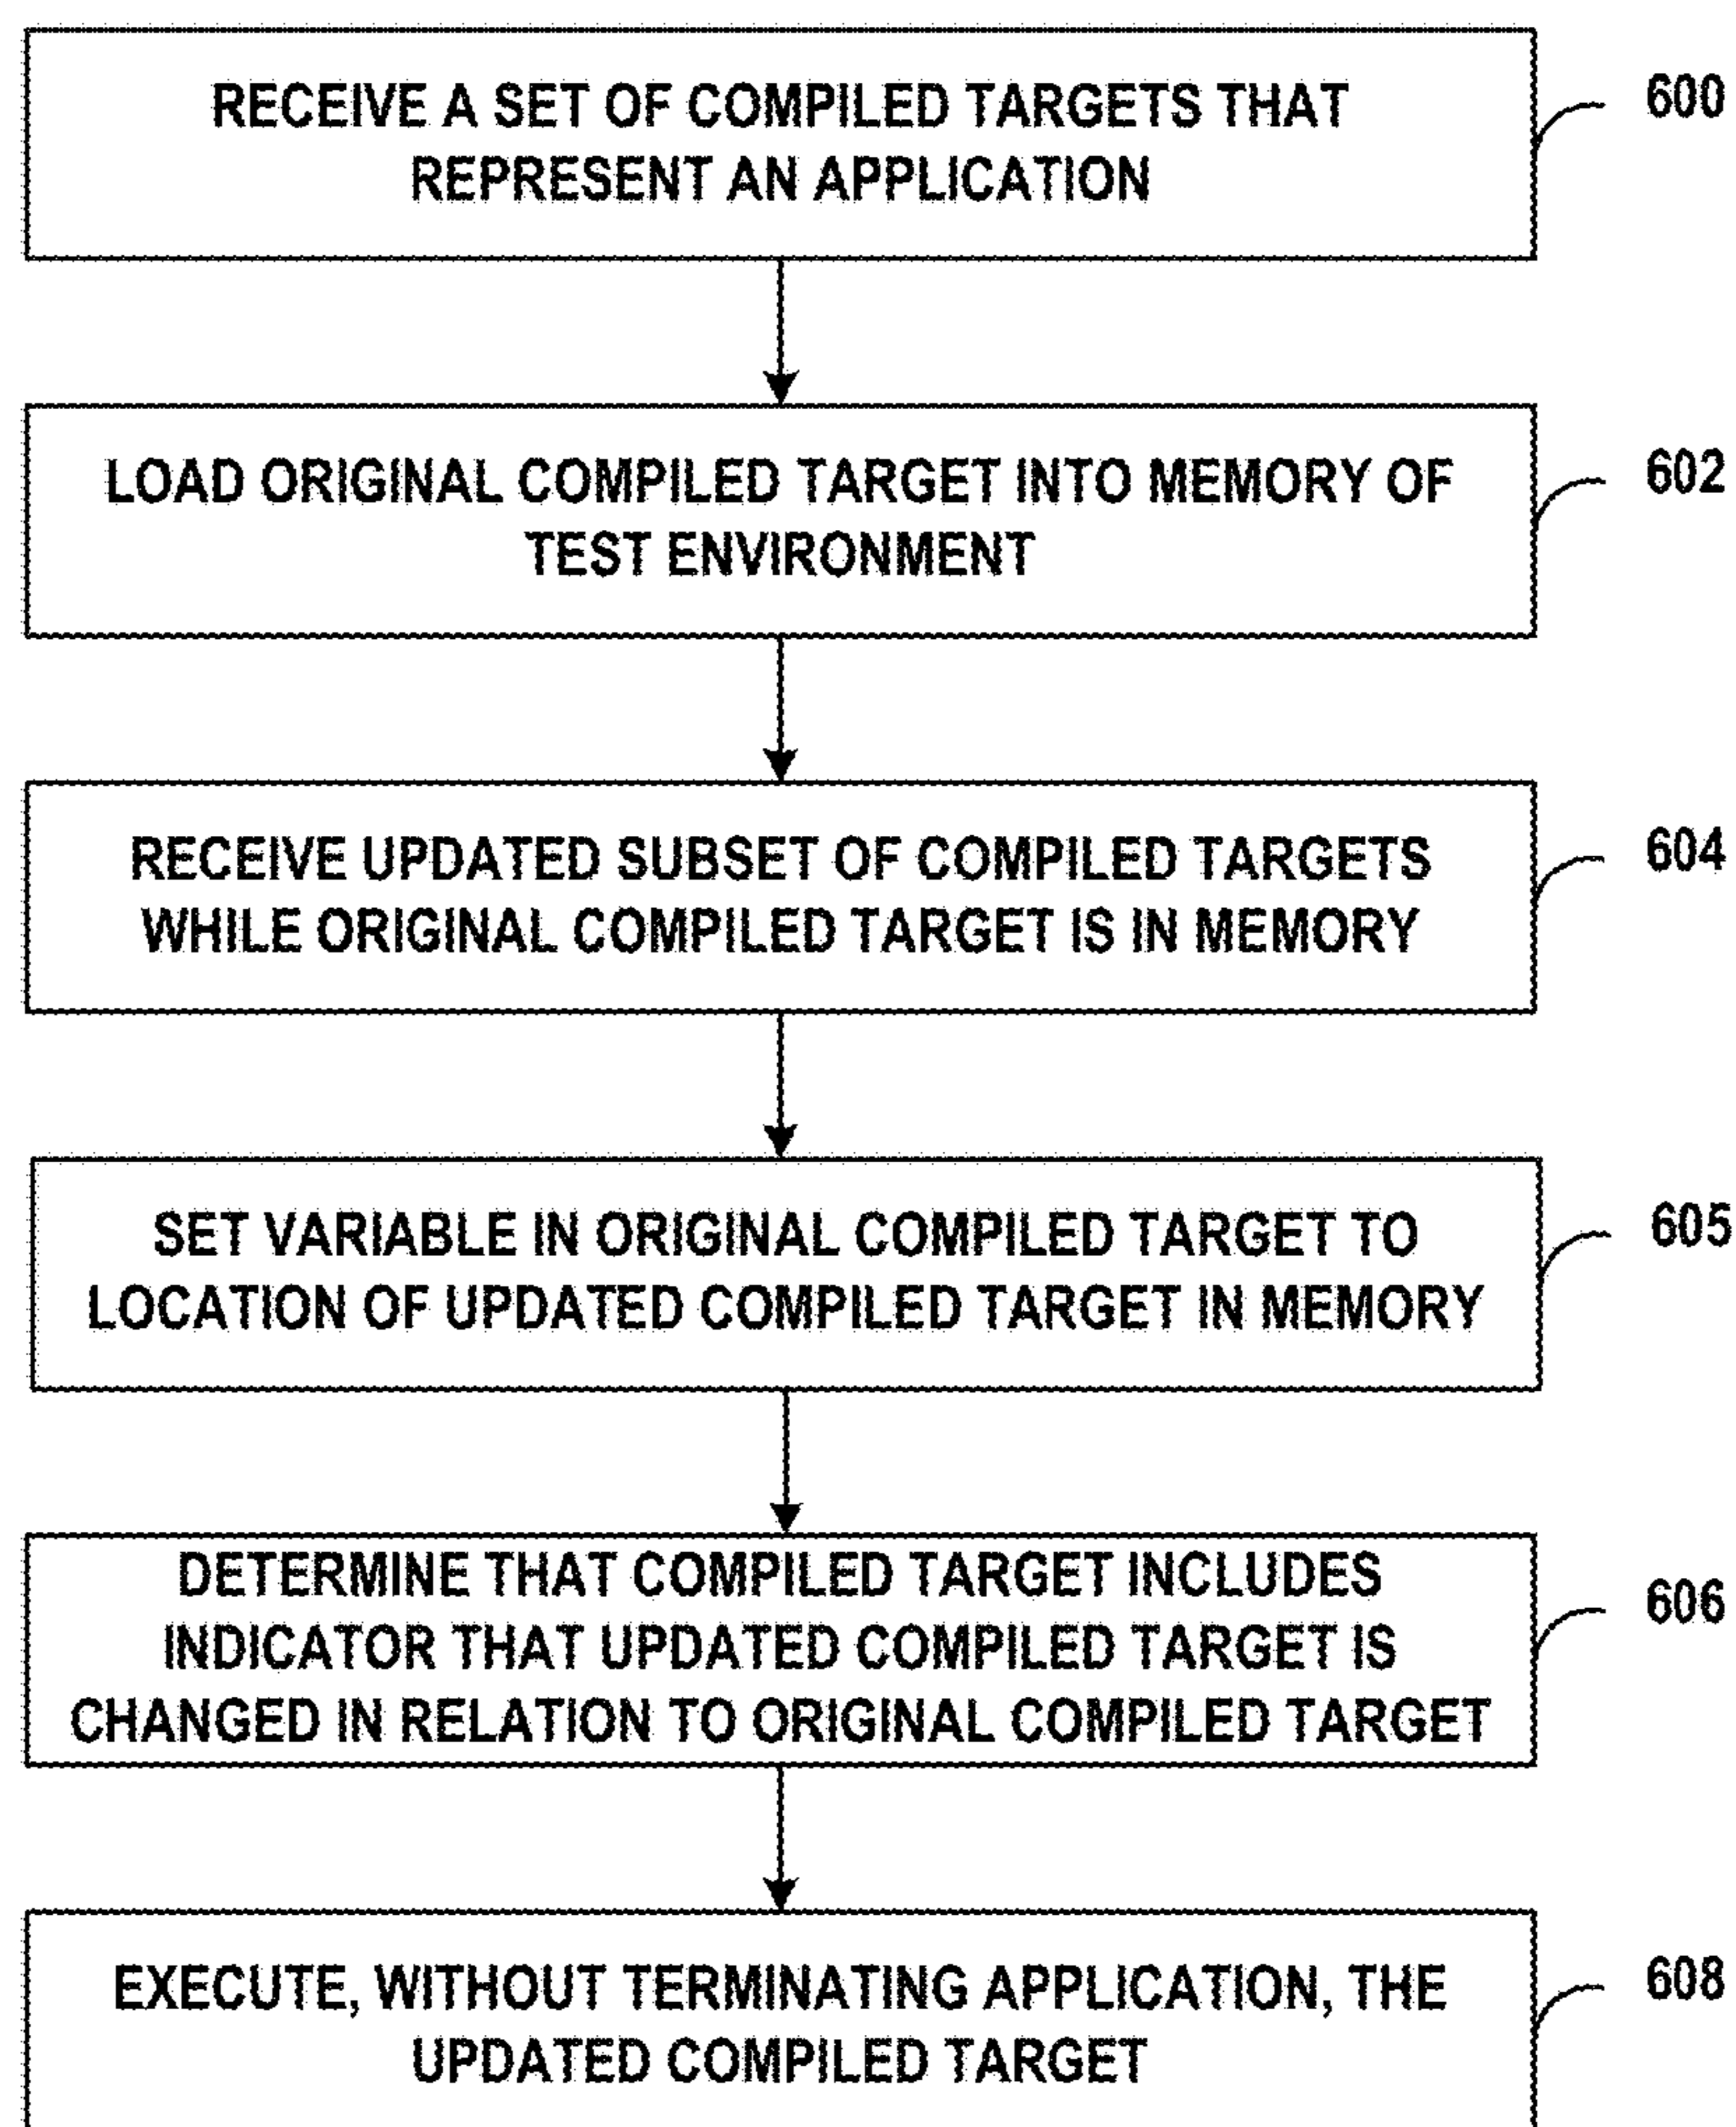 RECEIVE A SET OF COMPILED TARGETS THAT
REPRESENT AN APPLICATION
600
LOAD ORIGINAL COMPILED TARGET INTO MEMORY OF
TEST ENVIRONMENT
602
RECEIVE UPDATED SUBSET OF COMPILED TARGETS
WHILE ORIGINAL COMPILED TARGET IS IN MEMORY
604
SET VARIABLE IN ORIGINAL COMPILED TARGET TO
LOCATION OF UPDATED COMPILED TARGET IN MEMORY
605
DETERMINE THAT COMPILED TARGET INCLUDES
INDICATOR THAT UPDATED COMPILED TARGET IS
CHANGED IN RELATION TO ORIGINAL COMPILED TARGET
606
EXECUTE, WITHOUT TERMINATING APPLICATION, THE
UPDATED COMPILED TARGET
608